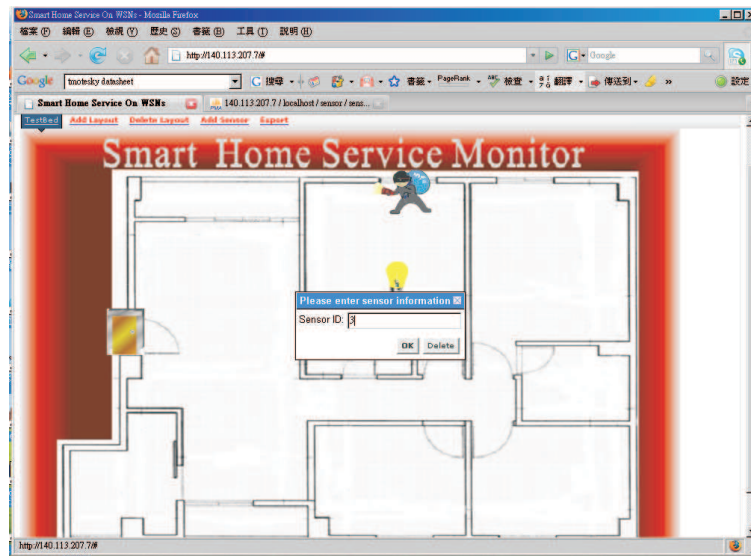 Smart Home Service On WSNs - Mozilla Firefox
檔案(F) 編輯(E) 檢視(V) 歷史(S) 書籤(B) 工具(T) 說明(H)
http://140.113.207.7/# Google
Google tmotesky datasheet 搜尋 書籤 PageRank 檢查 翻譯 傳送到 » 設定
Smart Home Service On WSNs 140.113.207.7 / localhost / sensor / sens...
TestBed Add Layout Delete Layout Add Sensor Export
Smart Home Service Monitor
Please enter sensor information
Sensor ID: 3
OK Delete
http://140.113.207.7/#